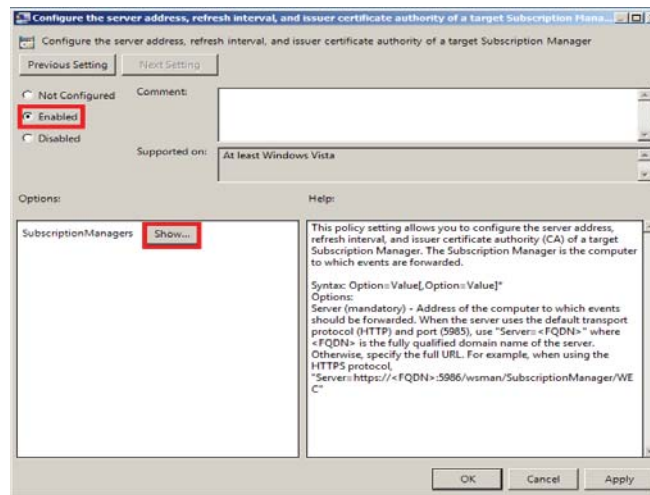 Configure the server address, refresh interval, and issuer certificate authority of a target Subscription Mana...
Configure the server address, refresh interval, and issuer certificate authority of a target Subscription Manager
Previous Setting
Next Setting
Not Configured
Comment:
Enabled
Disabled
Supported on:
At least Windows Vista
Options:
Help:
SubscriptionManagers
Show...
This policy setting allows you to configure the server address,
refresh interval, and issuer certificate authority (CA) of a target
Subscription Manager. The Subscription Manager is the computer
to which events are forwarded.
Syntax: Option=Value[,Option=Value]*
Options:
Server (mandatory) - Address of the computer to which events
should be forwarded. When the server uses the default transport
protocol (HTTP) and port (5985), use "Server=<FQDN>" where
<FQDN> is the fully qualified domain name of the server.
Otherwise, specify the full URL. For example, when using the
HTTPS protocol,
"Server=https://<FQDN>:5986/wsman/SubscriptionManager/WE
C"
OK
Cancel
Apply